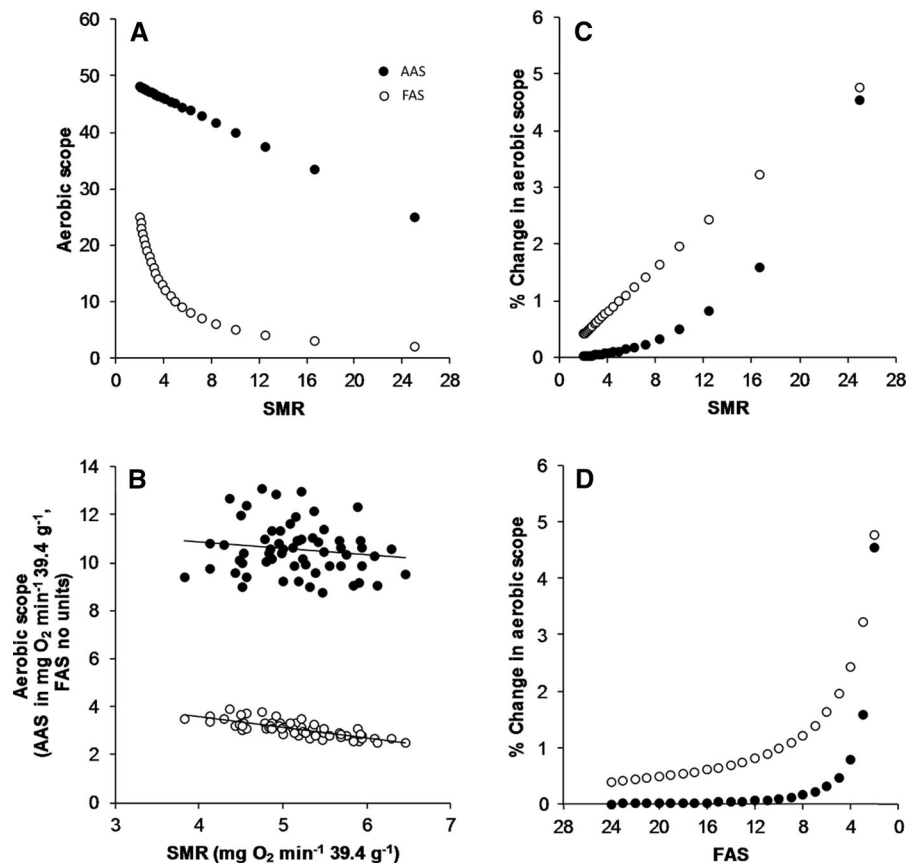 A
AAS
FAS
Aerobic scope
60
50
40
30
20
10
0
0 4 8 12 16 20 24 28
SMR
C
% Change in aerobic scope
6
5
4
3
2
1
0
0 4 8 12 16 20 24 28
SMR
B
Aerobic scope
(AAS in mg O₂ min⁻¹ 39.4 g⁻¹,
FAS no units)
14
12
10
8
6
4
2
0
3 4 5 6 7
SMR (mg O₂ min⁻¹ 39.4 g⁻¹)
D
% Change in aerobic scope
6
5
4
3
2
1
0
28 24 20 16 12 8 4 0
FAS